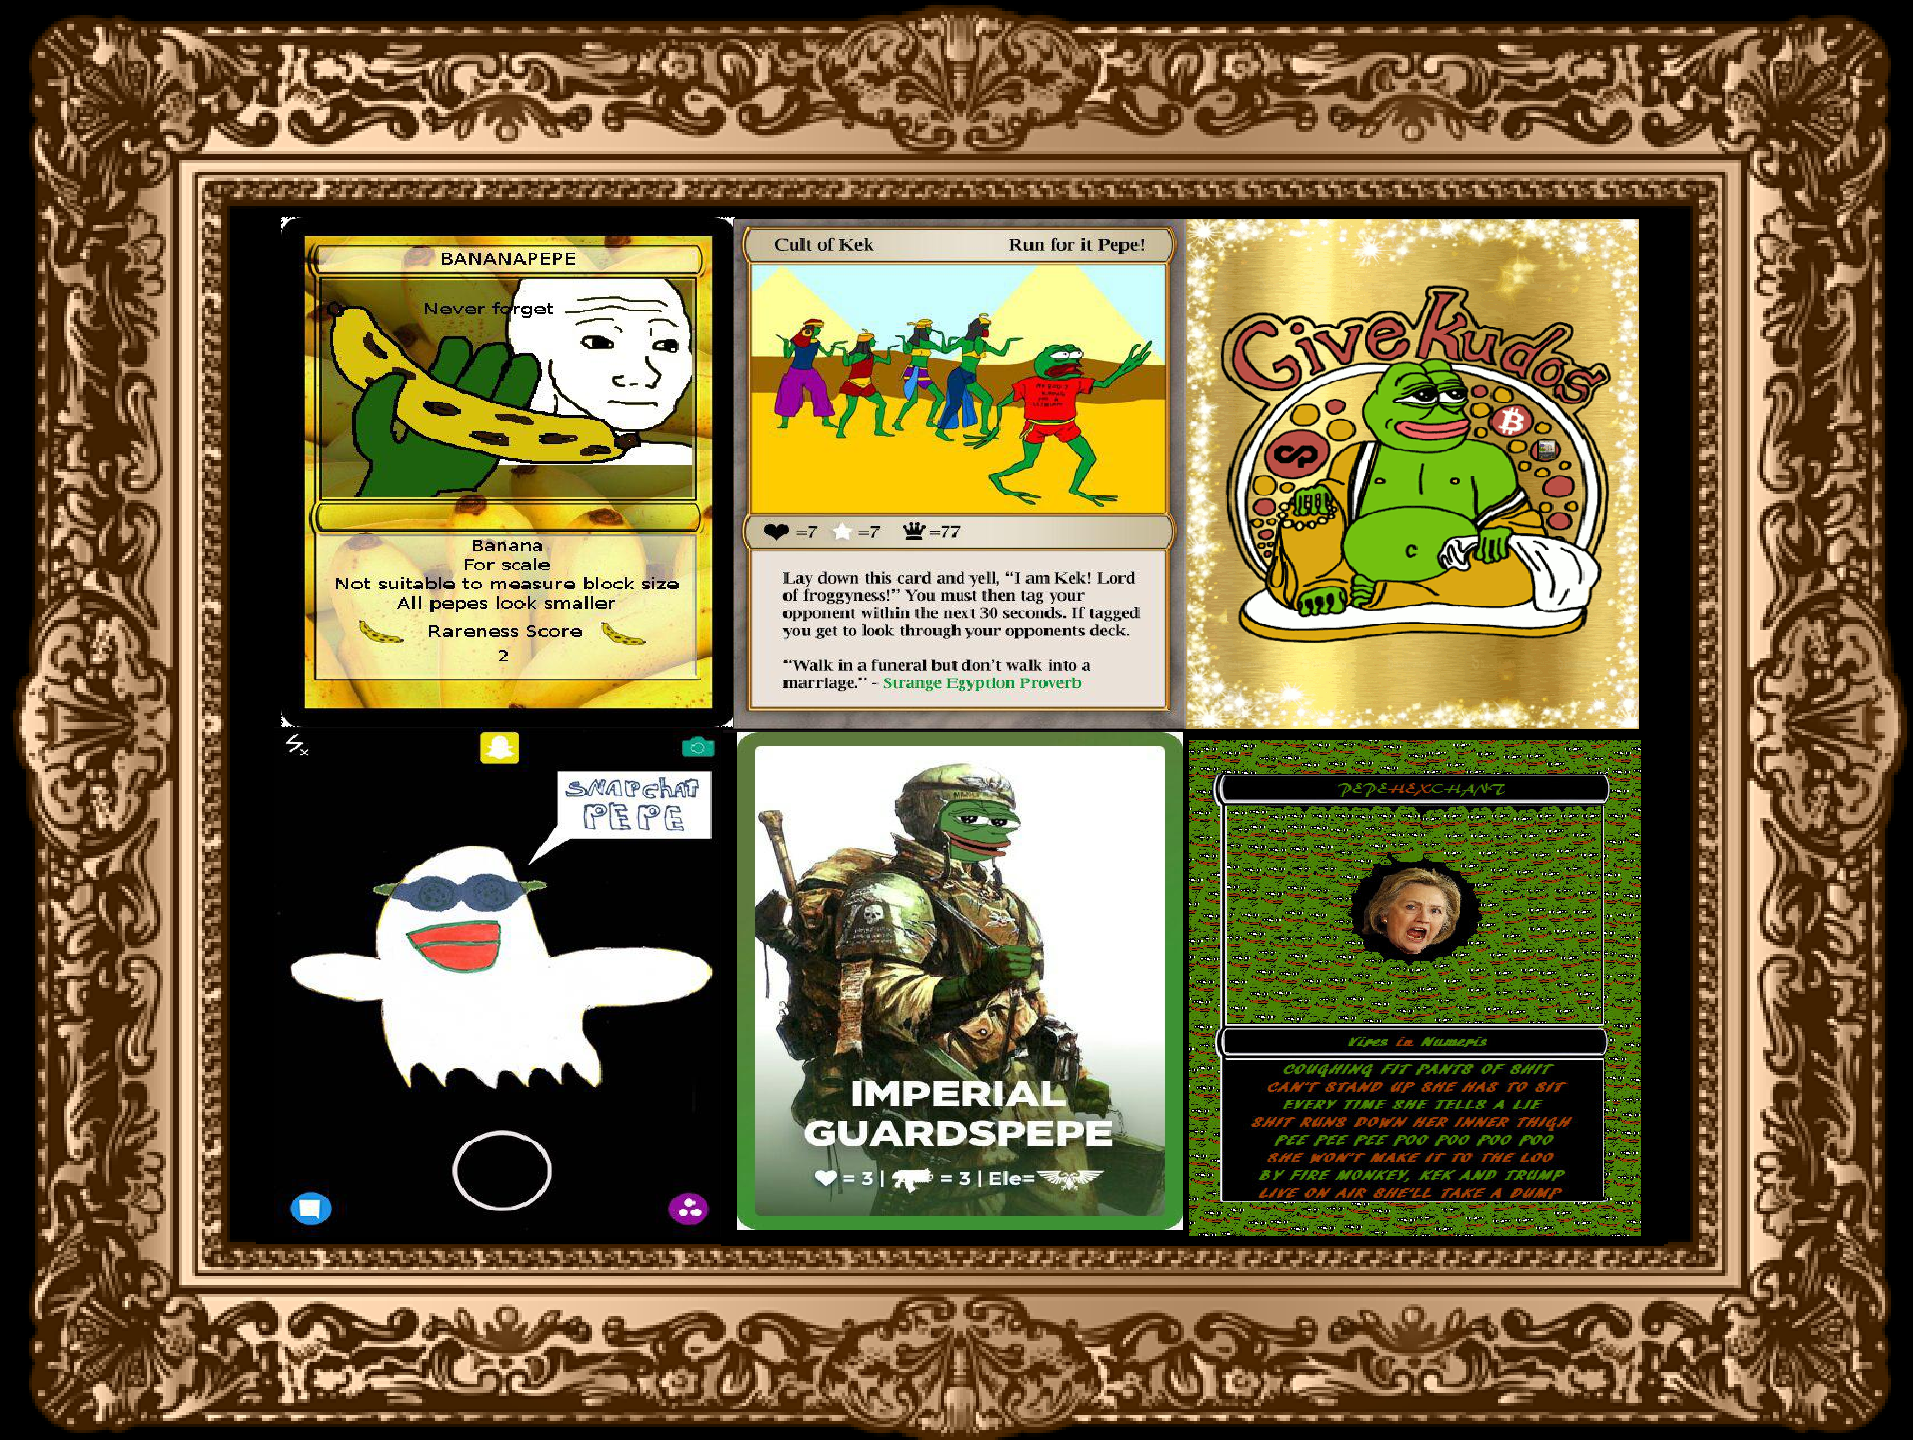 BANANAPEPE
Never forget
Banana
For scale
Not suitable to measure block size
All pepes look smaller
Rareness Score
2
Cult of Kek Run for it Pepe!
=7 =7 =77
Lay down this card and yell, “I am Kek! Lord
of froggyness!” You must then tag your
opponent within the next 30 seconds. If tagged
you get to look through your opponents deck.
“Walk in a funeral but don’t walk into a
marriage.” - Strange Egyption Proverb
Give Kudos
SNAPChAT
PEPE
IMPERIAL
GUARDSPEPE
= 3 | = 3 | Ele=
PEPEHEXCHANT
Vires in Numeris
COUGHING FIT PANTS OF SHIT
CAN'T STAND UP SHE HAS TO SIT
EVERY TIME SHE TELLS A LIE
SHIT RUNS DOWN HER INNER THIGH
PEE PEE PEE POO POO POO POO
SHE WON'T MAKE IT TO THE LOO
BY FIRE MONKEY, KEK AND TRUMP
LIVE ON AIR SHE'LL TAKE A DUMP